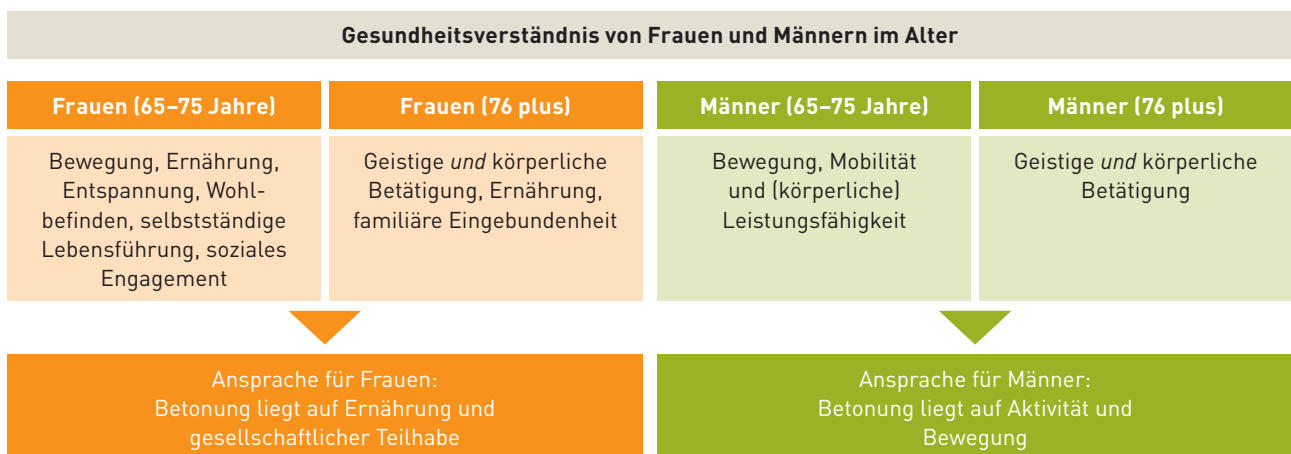 Gesundheitsverständnis von Frauen und Männern im Alter
Frauen (65–75 Jahre)
Bewegung, Ernährung,
Entspannung, Wohl-
befinden, selbstständige
Lebensführung, soziales
Engagement
Frauen (76 plus)
Geistige und körperliche
Betätigung, Ernährung,
familiäre Eingebundenheit
Männer (65–75 Jahre)
Bewegung, Mobilität
und (körperliche)
Leistungsfähigkeit
Männer (76 plus)
Geistige und körperliche
Betätigung
Ansprache für Frauen:
Betonung liegt auf Ernährung und
gesellschaftlicher Teilhabe
Ansprache für Männer:
Betonung liegt auf Aktivität und
Bewegung